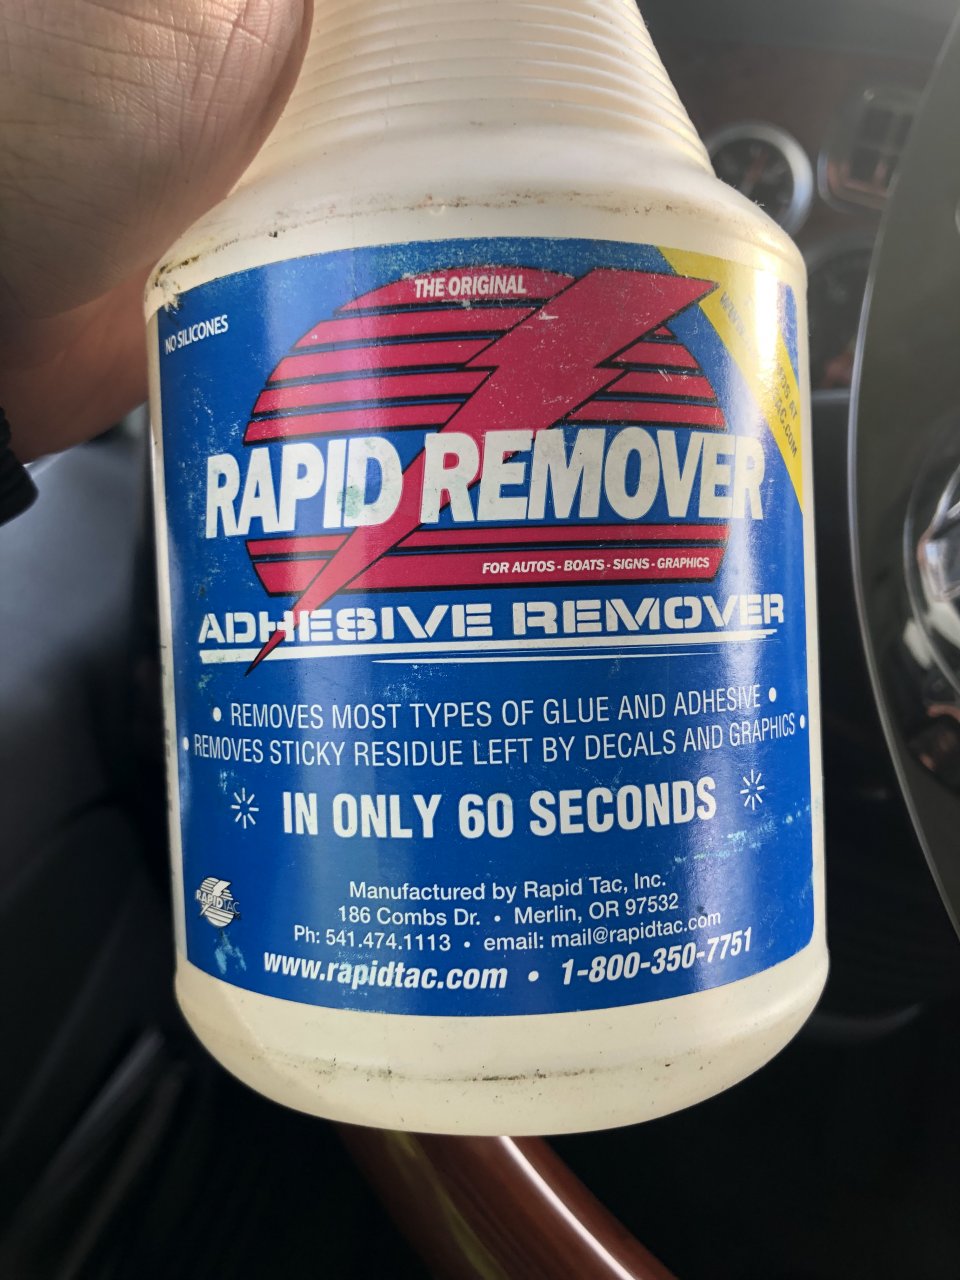 THE ORIGINAL
NO SILICONES
RAPID REMOVER
FOR AUTOS - BOATS - SIGNS - GRAPHICS
ADHESIVE REMOVER
• REMOVES MOST TYPES OF GLUE AND ADHESIVE •
• REMOVES STICKY RESIDUE LEFT BY DECALS AND GRAPHICS •
IN ONLY 60 SECONDS
RAPIDTAC
Manufactured by Rapid Tac, Inc.
186 Combs Dr. • Merlin, OR 97532
Ph: 541.474.1113 • email: mail@rapidtac.com
www.rapidtac.com • 1-800-350-7751